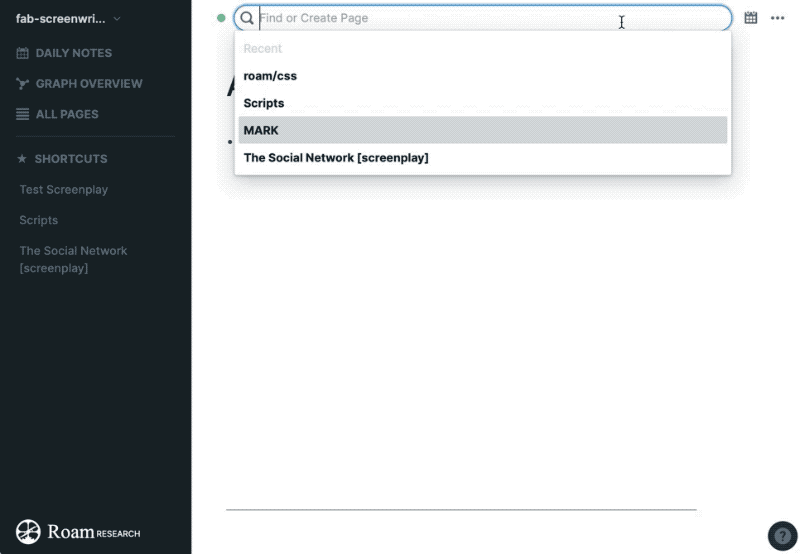 fab-screenwri...
DAILY NOTES
GRAPH OVERVIEW
ALL PAGES
SHORTCUTS
Test Screenplay
Scripts
The Social Network
[screenplay]
Roam RESEARCH
Find or Create Page
Recent
roam/css
Scripts
MARK
The Social Network [screenplay]
?